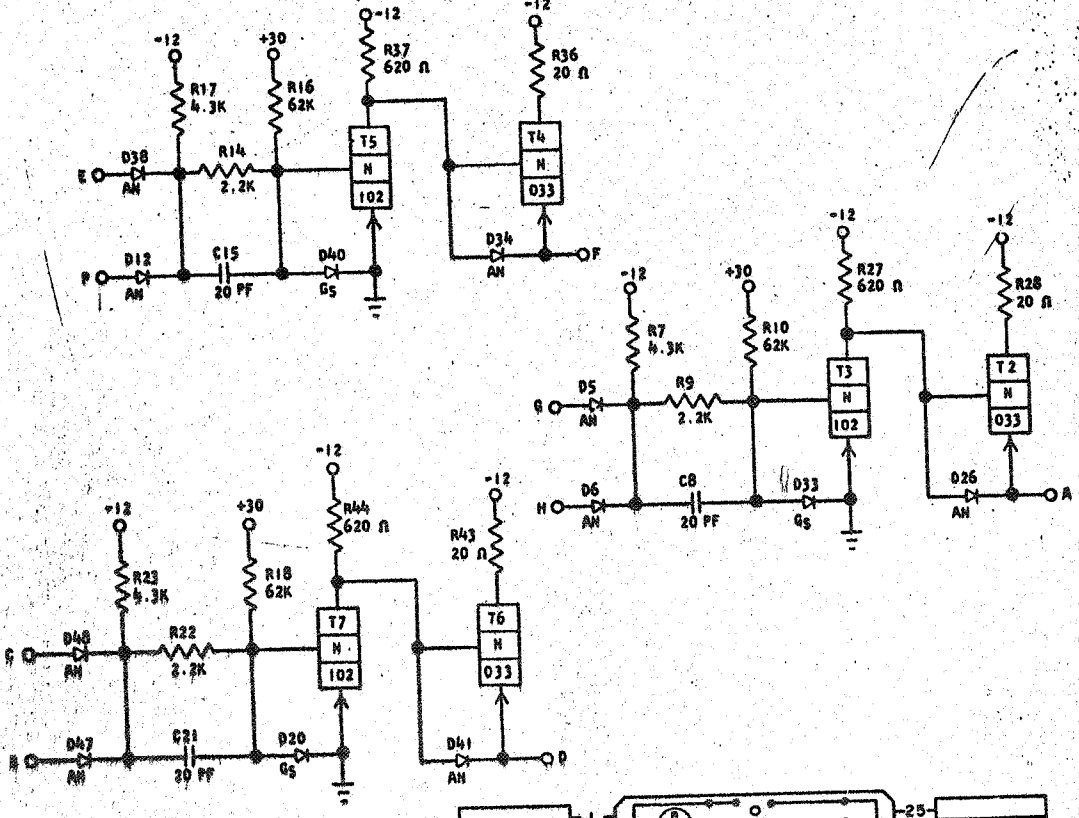 -12
+30
-12
-12
R17
4.3K
R16
62K
R37
620 Ω
R36
20 Ω
D38
AN
R14
2.2K
T5
N
102
T4
N
033
E
P
D12
AN
C15
20 PF
D40
GS
D34
AN
F
-12
+30
-12
-12
R7
4.3K
R10
62K
R27
620 Ω
R28
20 Ω
G
D5
AN
R9
2.2K
T3
N
102
T2
N
033
H
D6
AN
C8
20 PF
D33
GS
D26
AN
A
-12
+30
-12
-12
R23
4.3K
R18
62K
R44
620 Ω
R43
20 Ω
D48
AN
R22
2.2K
T7
N
102
T6
N
033
D47
AN
C21
20 PF
D20
GS
D41
AN
D
25